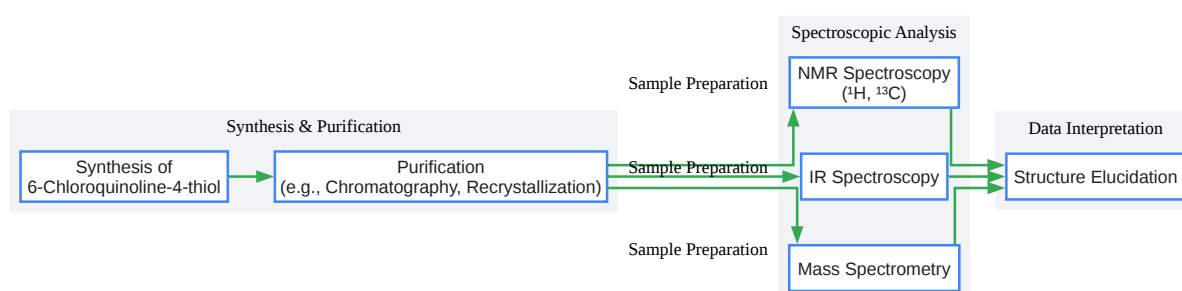 Synthesis & Purification
Synthesis of
6-Chloroquinoline-4-thiol
Purification
(e.g., Chromatography, Recrystallization)
Sample Preparation
Sample Preparation
Sample Preparation
Spectroscopic Analysis
NMR Spectroscopy
(¹H, ¹³C)
IR Spectroscopy
Mass Spectrometry
Data Interpretation
Structure Elucidation